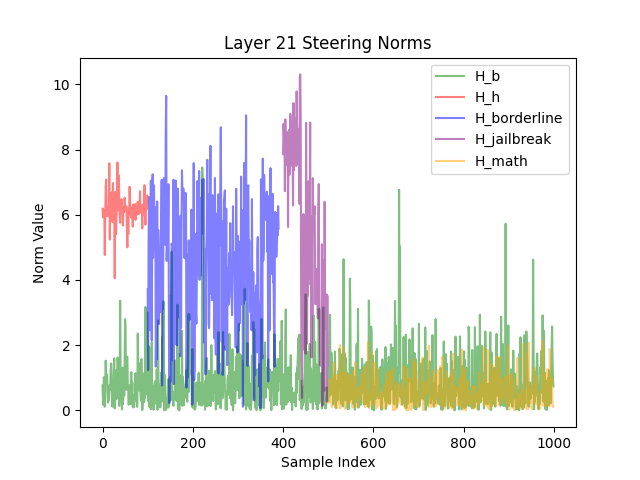 Layer 21 Steering Norms
H_b
H_h
H_borderline
H_jailbreak
H_math
Norm Value
10
8
6
4
2
0
0 200 400 600 800 1000
Sample Index